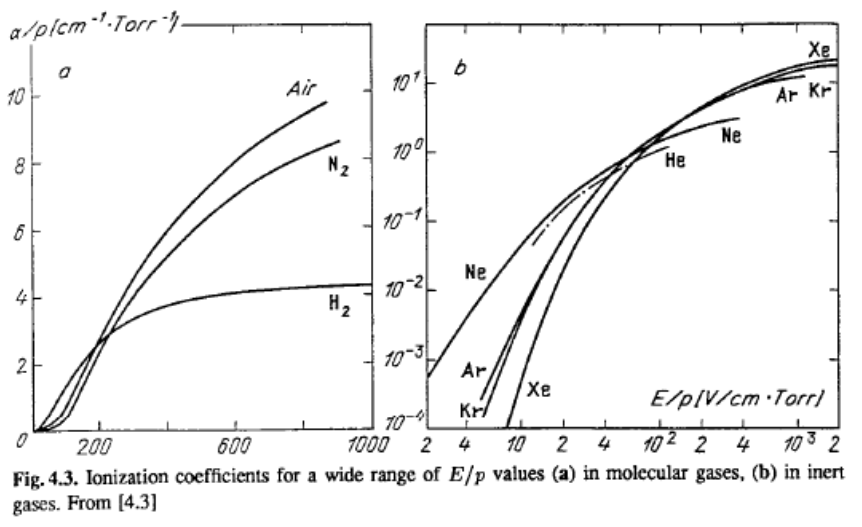 α/p [cm⁻¹·Torr⁻¹]
a
b
10
8
6
4
2
0
200
600
1000
Air
N₂
H₂
10¹
10⁰
10⁻¹
10⁻²
10⁻³
10⁻⁴
Xe
Ar Kr
Ne
He
Ne
Ar
Kr
Xe
E/p [V/cm·Torr]
2 4 10 2 4 10² 2 4 10³ 2
Fig. 4.3. Ionization coefficients for a wide range of E/p values (a) in molecular gases, (b) in inert
gases. From [4.3]